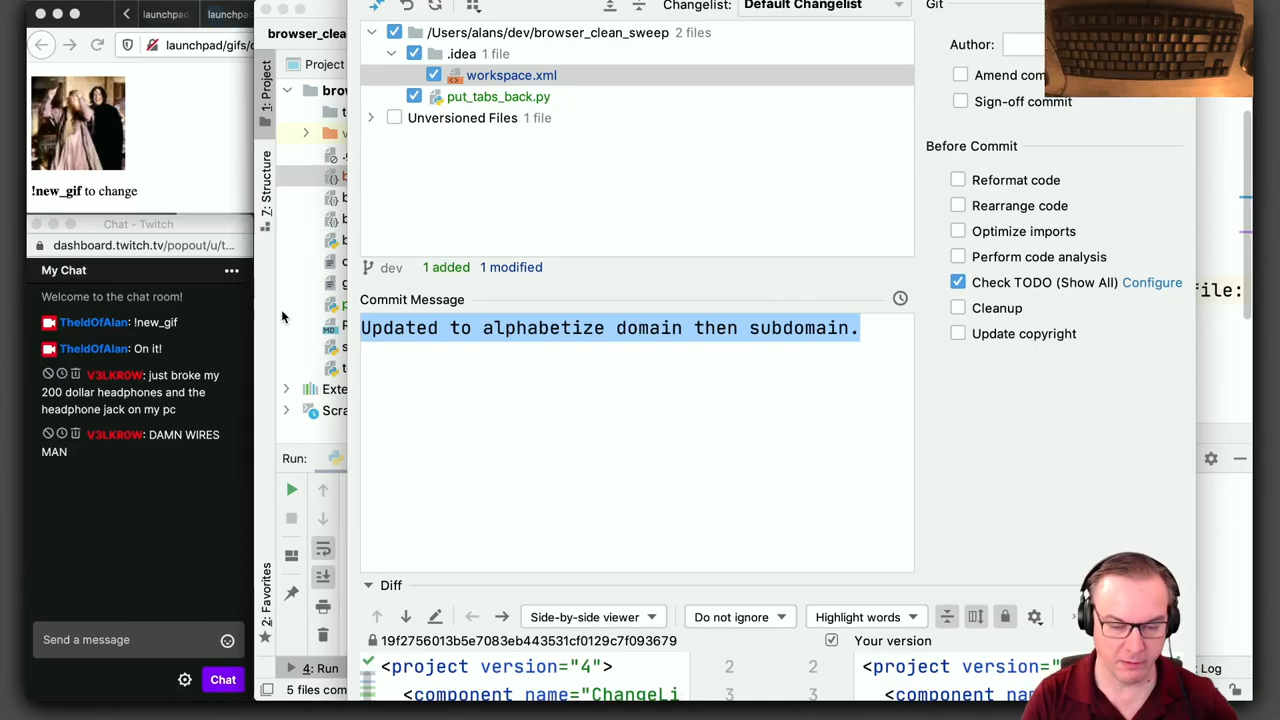 launchpad
launchpad
launchpad/gifs/c
!new_gif to change
Chat - Twitch
dashboard.twitch.tv/popout/u/t...
My Chat
Welcome to the chat room!
TheIdOfAlan: !new_gif
TheIdOfAlan: On it!
V3LKR0W: just broke my
200 dollar headphones and the
headphone jack on my pc
V3LKR0W: DAMN WIRES
MAN
Send a message
Chat
browser_clea
1: Project
Project
7: Structure
Exte
Scra
Run:
2: Favorites
4: Run
5 files com
Changelist:
Default Changelist
/Users/alans/dev/browser_clean_sweep 2 files
.idea 1 file
workspace.xml
put_tabs_back.py
Unversioned Files 1 file
dev
1 added
1 modified
Commit Message
Updated to alphabetize domain then subdomain.
Diff
Side-by-side viewer
Do not ignore
Highlight words
19f2756013b5e7083eb443531cf0129c7f093679
Your version
<project version="4">
2
2
<project version=
<component name="ChangeLi
3
3
<component na
Git
Author:
Amend com
Sign-off commit
Before Commit
Reformat code
Rearrange code
Optimize imports
Perform code analysis
Check TODO (Show All) Configure
Cleanup
Update copyright
file:
Log